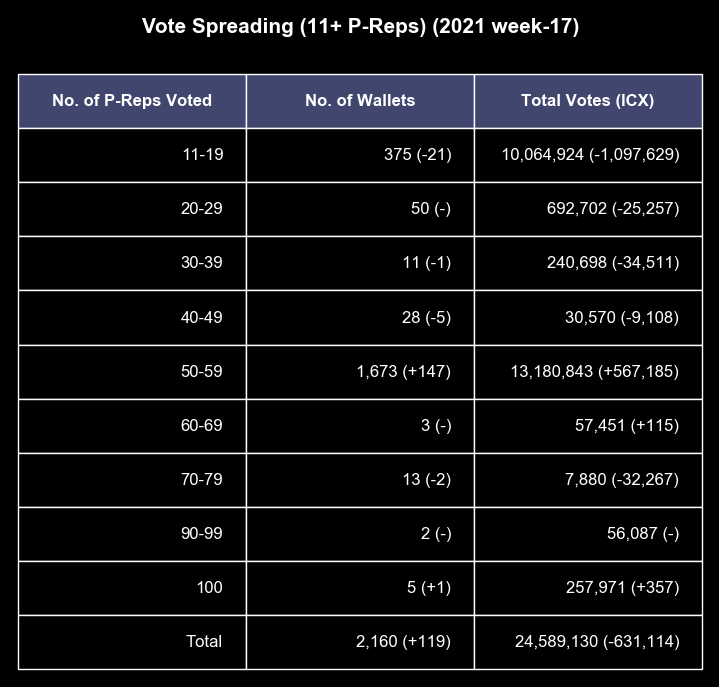 Vote Spreading (11+ P-Reps) (2021 week-17)
No. of P-Reps Voted No. of Wallets Total Votes (ICX)
11-19 375 (-21) 10,064,924 (-1,097,629)
20-29 50 (-) 692,702 (-25,257)
30-39 11 (-1) 240,698 (-34,511)
40-49 28 (-5) 30,570 (-9,108)
50-59 1,673 (+147) 13,180,843 (+567,185)
60-69 3 (-) 57,451 (+115)
70-79 13 (-2) 7,880 (-32,267)
90-99 2 (-) 56,087 (-)
100 5 (+1) 257,971 (+357)
Total 2,160 (+119) 24,589,130 (-631,114)